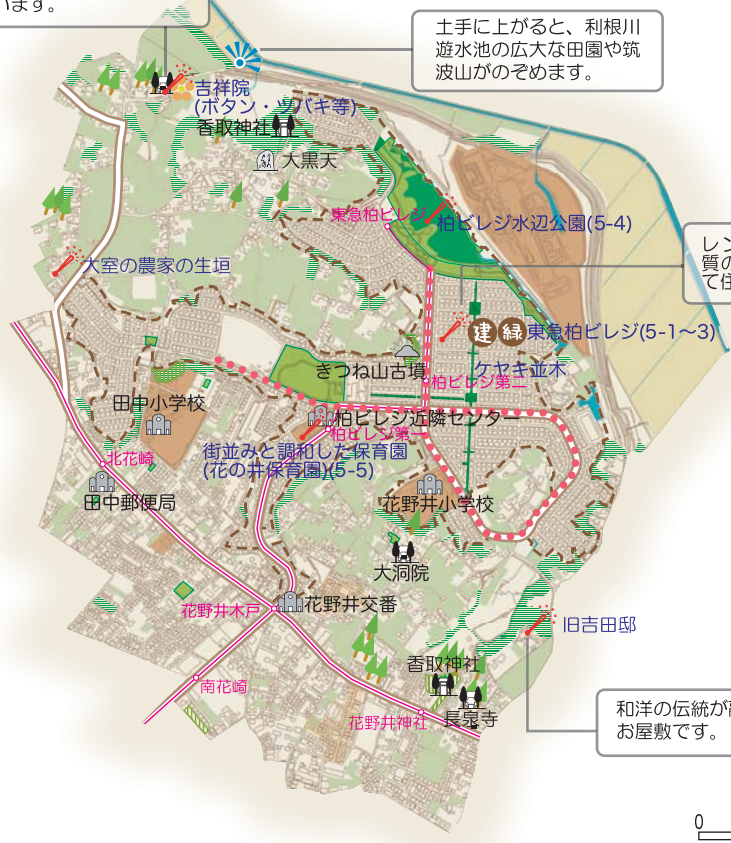 います。
土手に上がると、利根川
遊水池の広大な田園や筑
波山がのぞめます。
吉祥院
(ボタン・ツバキ等)
香取神社
大黒天
東急柏ビレジ
柏ビレジ水辺公園(5-4)
大室の農家の生垣
レン
質の
て住
建 緑 東急柏ビレジ(5-1〜3)
きつね山古墳
ケヤキ並木
柏ビレジ第二
田中小学校
柏ビレジ近隣センター
柏ビレジ第一
街並みと調和した保育園
(花の井保育園)(5-5)
北花崎
田中郵便局
花野井小学校
大洞院
花野井木戸
花野井交番
旧吉田邸
香取神社
南花崎
長泉寺
花野井神社
和洋の伝統が
お屋敷です。
0